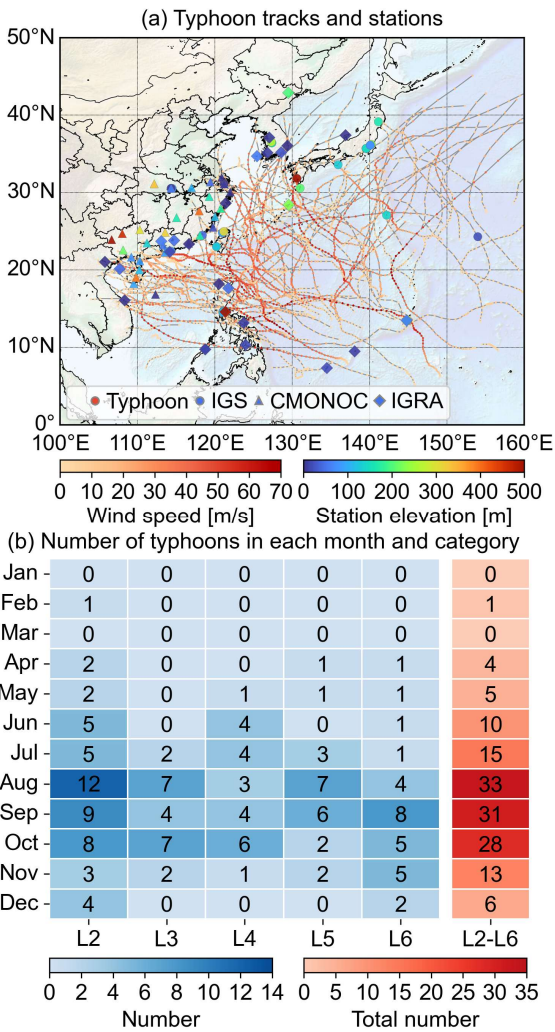 (a) Typhoon tracks and stations
50°N
40°N
30°N
20°N
10°N
0°
Typhoon IGS CMONOC IGRA
100°E 110°E 120°E 130°E 140°E 150°E 160°E
0 10 20 30 40 50 60 70
Wind speed [m/s]
0 100 200 300 400 500
Station elevation [m]
(b) Number of typhoons in each month and category
Jan 0 0 0 0 0 0
Feb 1 0 0 0 0 1
Mar 0 0 0 0 0 0
Apr 2 0 0 1 1 4
May 2 0 1 1 1 5
Jun 5 0 4 0 1 10
Jul 5 2 4 3 1 15
Aug 12 7 3 7 4 33
Sep 9 4 4 6 8 31
Oct 8 7 6 2 5 28
Nov 3 2 1 2 5 13
Dec 4 0 0 0 2 6
L2 L3 L4 L5 L6 L2-L6
0 2 4 6 8 10 12 14
Number
0 5 10 15 20 25 30 35
Total number